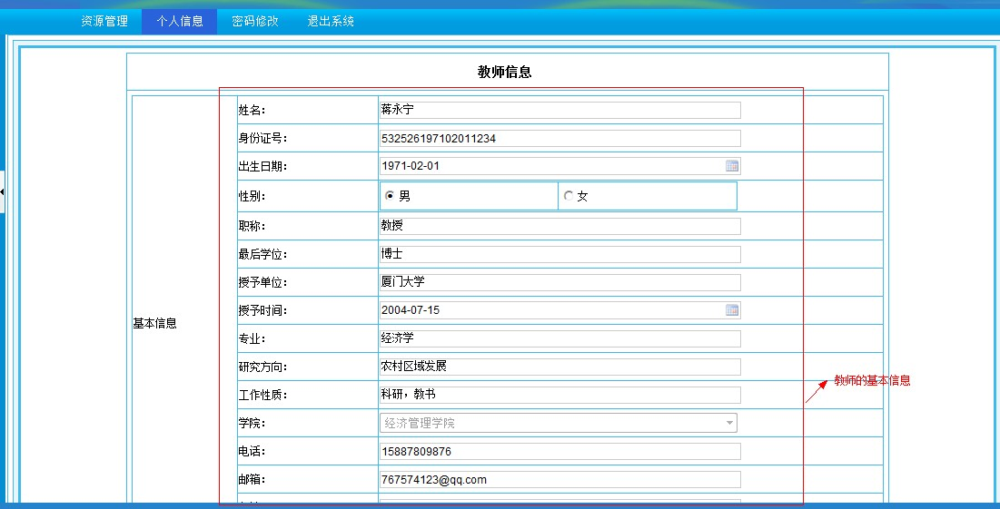 资源管理 个人信息 密码修改 退出系统
教师信息
基本信息
姓名： 蒋永宁
身份证号： 532526197102011234
出生日期： 1971-02-01
性别： 男 女
职称： 教授
最后学位： 博士
授予单位： 厦门大学
授予时间： 2004-07-15
专业： 经济学
研究方向： 农村区域发展
工作性质： 科研，教书
学院： 经济管理学院
电话： 15887809876
邮箱： 767574123@qq.com
教师的基本信息